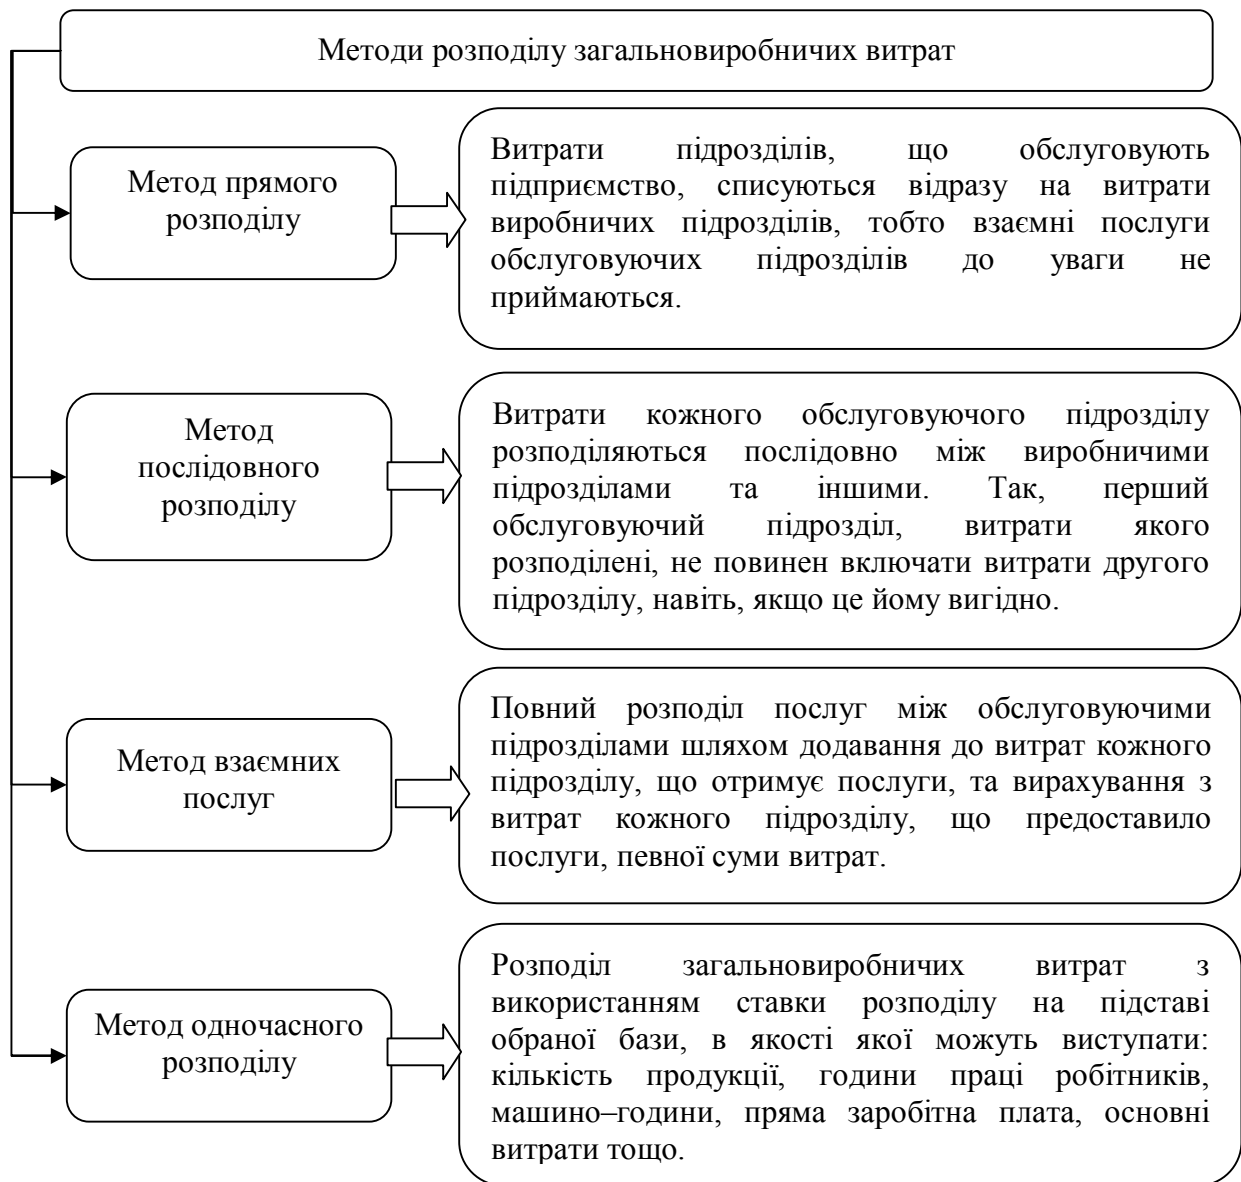 Методи розподілу загальновиробничих витрат
Метод прямого
розподілу
Витрати підрозділів, що обслуговують
підприємство, списуються відразу на витрати
виробничих підрозділів, тобто взаємні послуги
обслуговуючих підрозділів до уваги не
приймаються.
Метод
послідовного
розподілу
Витрати кожного обслуговуючого підрозділу
розподіляються послідовно між виробничими
підрозділами та іншими. Так, перший
обслуговуючий підрозділ, витрати якого
розподілені, не повинен включати витрати другого
підрозділу, навіть, якщо це йому вигідно.
Метод взаємних
послуг
Повний розподіл послуг між обслуговуючими
підрозділами шляхом додавання до витрат кожного
підрозділу, що отримує послуги, та вирахування з
витрат кожного підрозділу, що предоставило
послуги, певної суми витрат.
Метод одночасного
розподілу
Розподіл загальновиробничих витрат з
використанням ставки розподілу на підставі
обраної бази, в якості якої можуть виступати:
кількість продукції, години праці робітників,
машино–години, пряма заробітна плата, основні
витрати тощо.